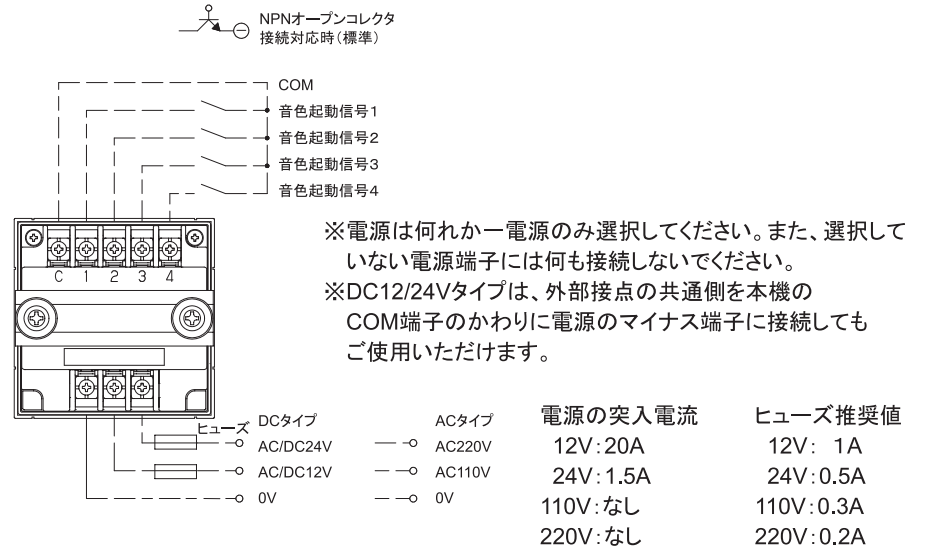 NPNオープンコレクタ
接続対応時(標準)
COM
音色起動信号1
音色起動信号2
音色起動信号3
音色起動信号4
C 1 2 3 4
※電源は何れか一電源のみ選択してください。また、選択して
いない電源端子には何も接続しないでください。
※DC12/24Vタイプは、外部接点の共通側を本機の
COM端子のかわりに電源のマイナス端子に接続しても
ご使用いただけます。
ヒューズ DCタイプ ACタイプ
AC/DC24V AC220V
AC/DC12V AC110V
0V 0V
電源の突入電流 ヒューズ推奨値
12V:20A 12V: 1A
24V:1.5A 24V:0.5A
110V:なし 110V:0.3A
220V:なし 220V:0.2A